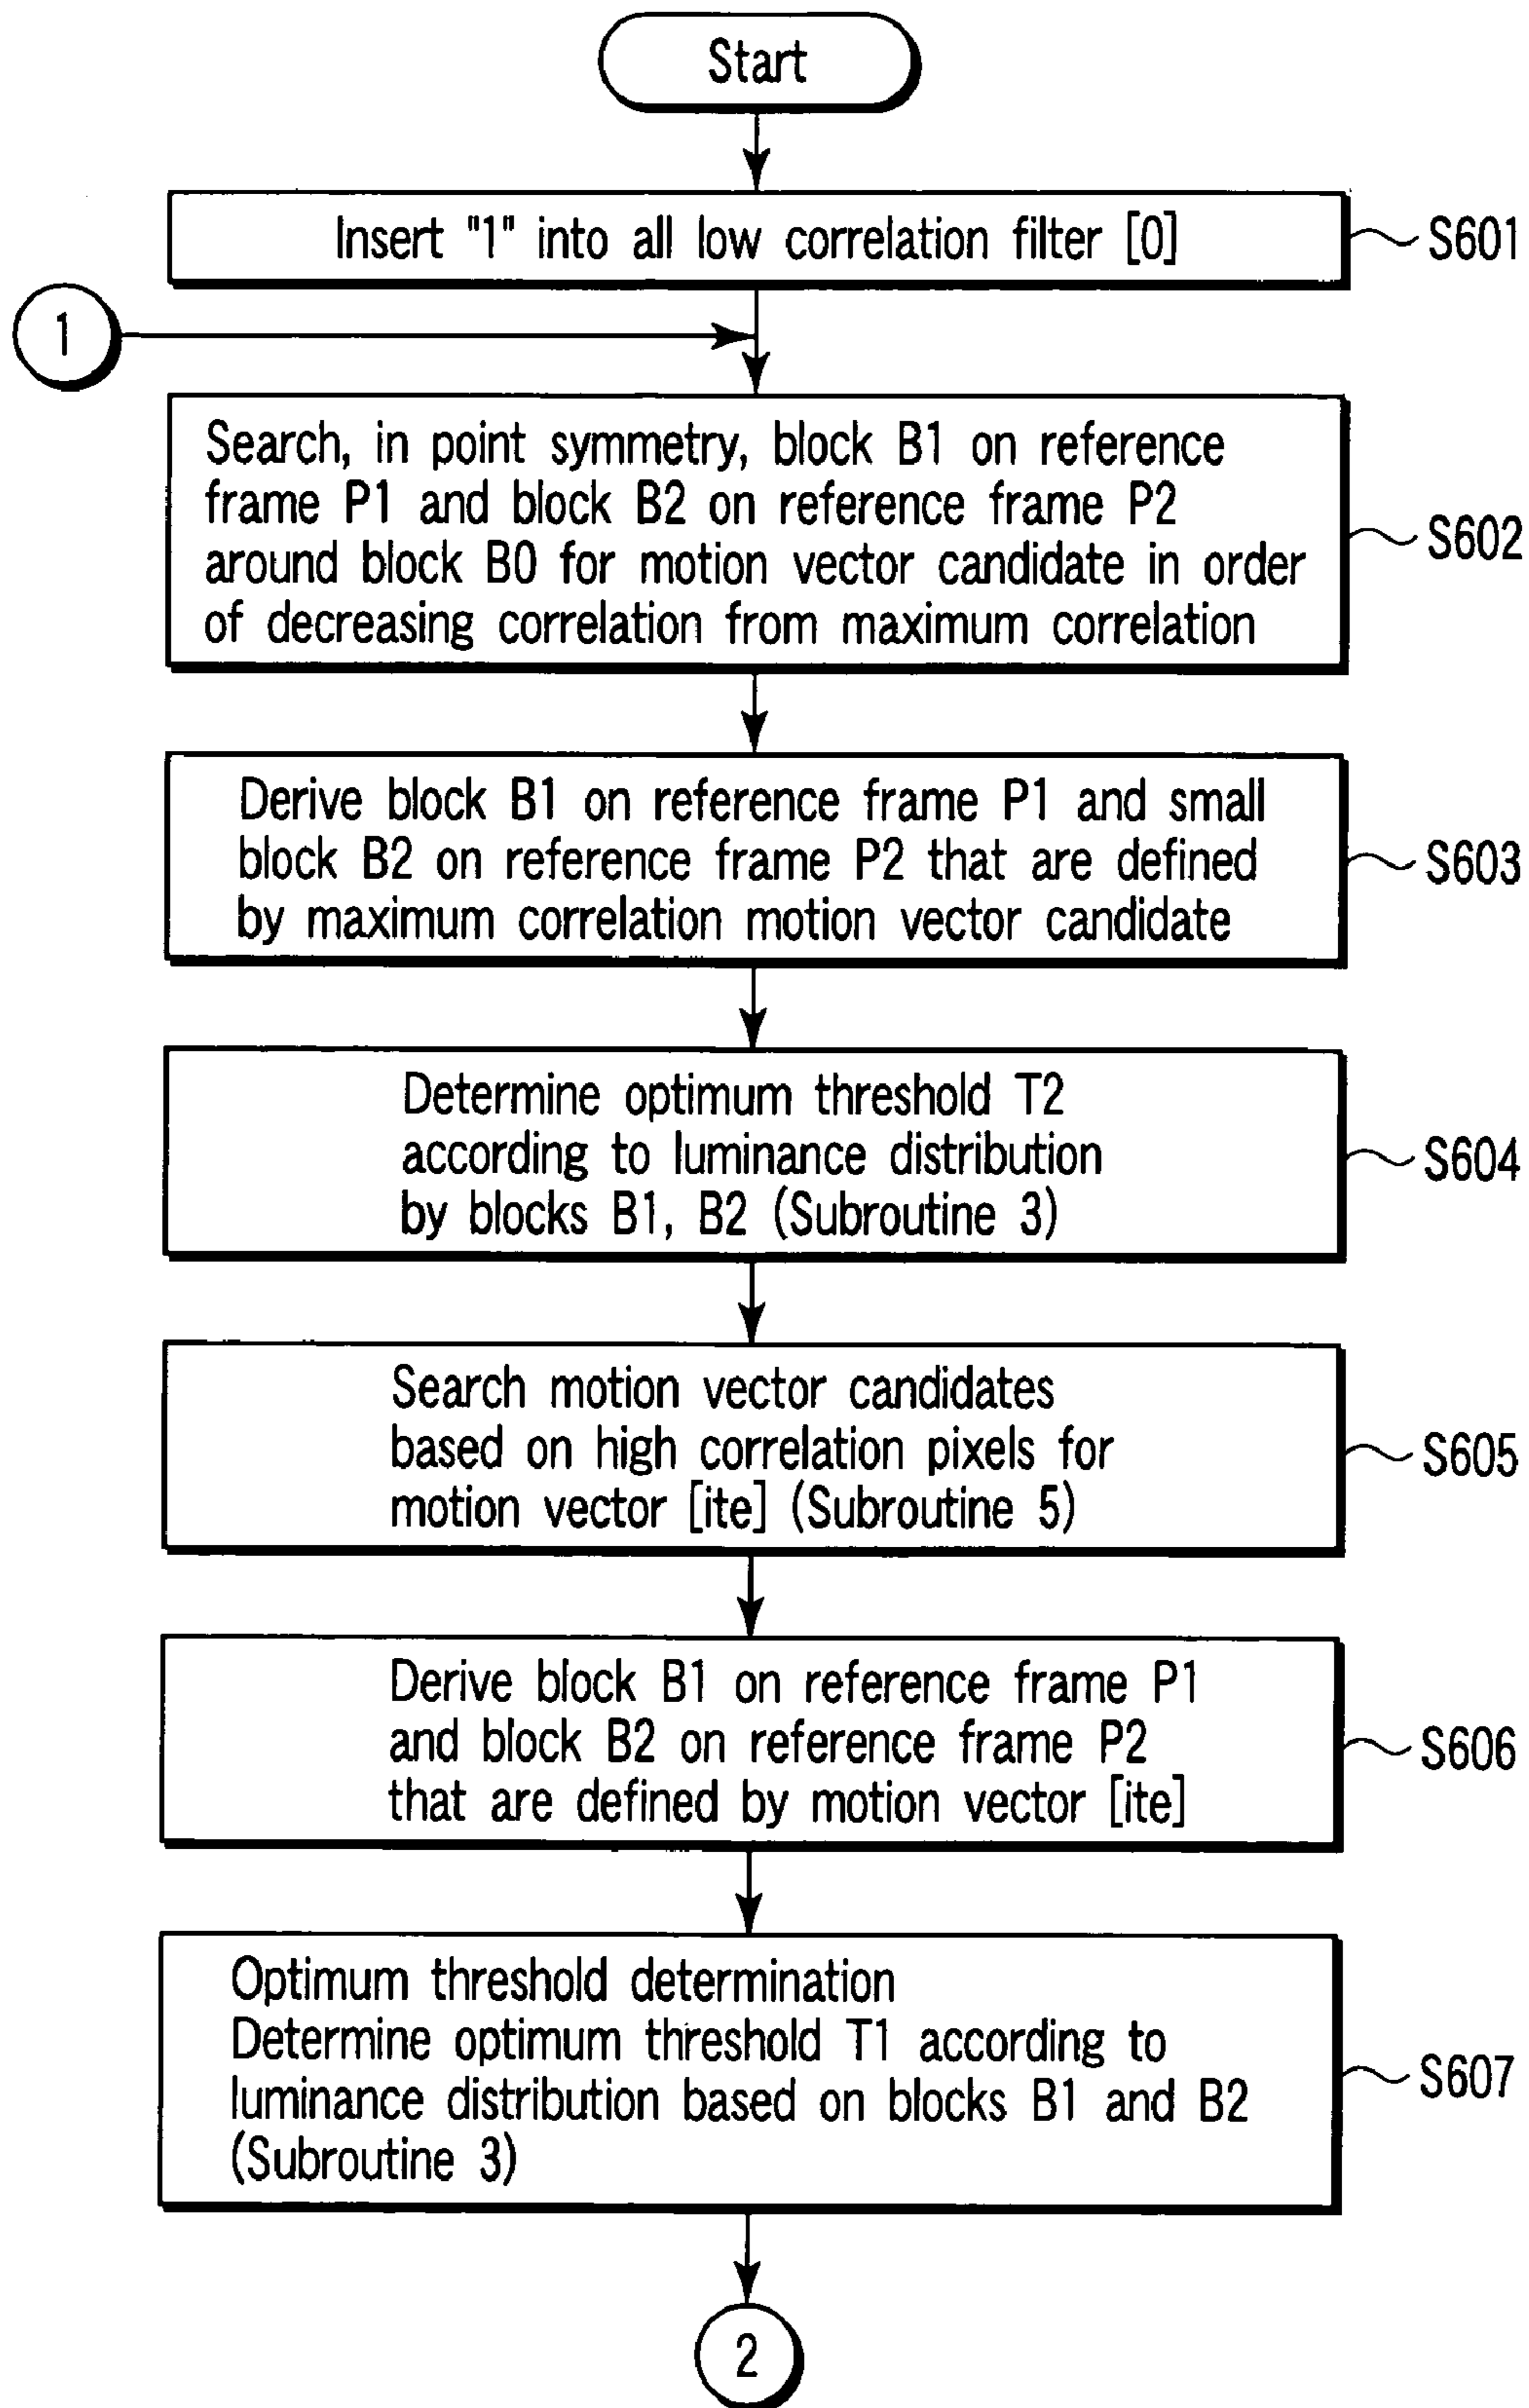 Start
Insert "1" into all low correlation filter [0]
S601
1
Search, in point symmetry, block B1 on reference
frame P1 and block B2 on reference frame P2
around block B0 for motion vector candidate in order
of decreasing correlation from maximum correlation
S602
Derive block B1 on reference frame P1 and small
block B2 on reference frame P2 that are defined
by maximum correlation motion vector candidate
S603
Determine optimum threshold T2
according to luminance distribution
by blocks B1, B2 (Subroutine 3)
S604
Search motion vector candidates
based on high correlation pixels for
motion vector [ite] (Subroutine 5)
S605
Derive block B1 on reference frame P1
and block B2 on reference frame P2
that are defined by motion vector [ite]
S606
Optimum threshold determination
Determine optimum threshold T1 according to
luminance distribution based on blocks B1 and B2
(Subroutine 3)
S607
2